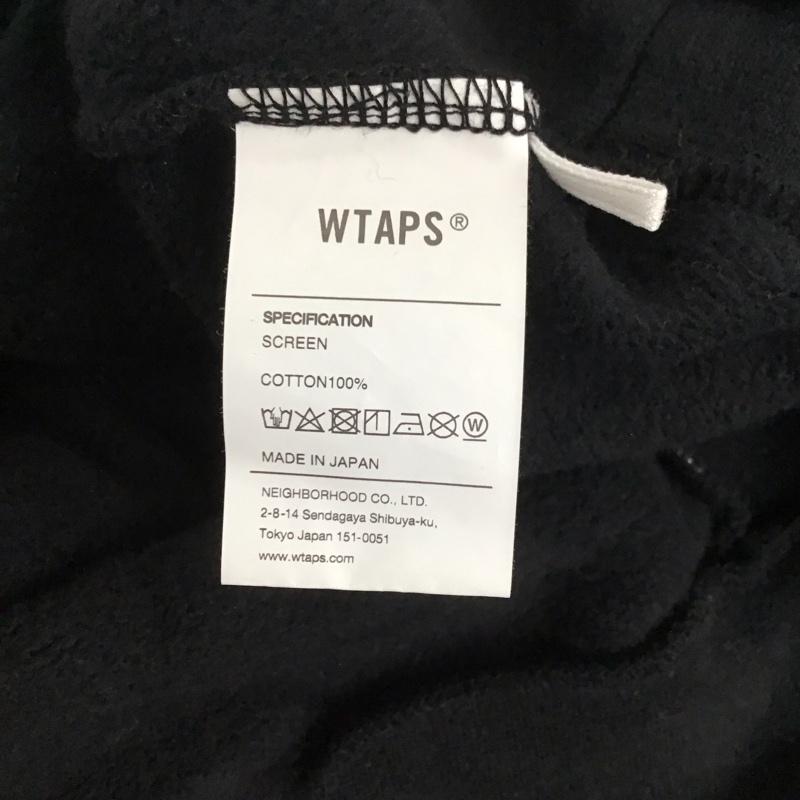 WTAPS®
SPECIFICATION
SCREEN
COTTON100%
W
MADE IN JAPAN
NEIGHBORHOOD CO., LTD.
2-8-14 Sendagaya Shibuya-ku,
Tokyo Japan 151-0051
www.wtaps.com